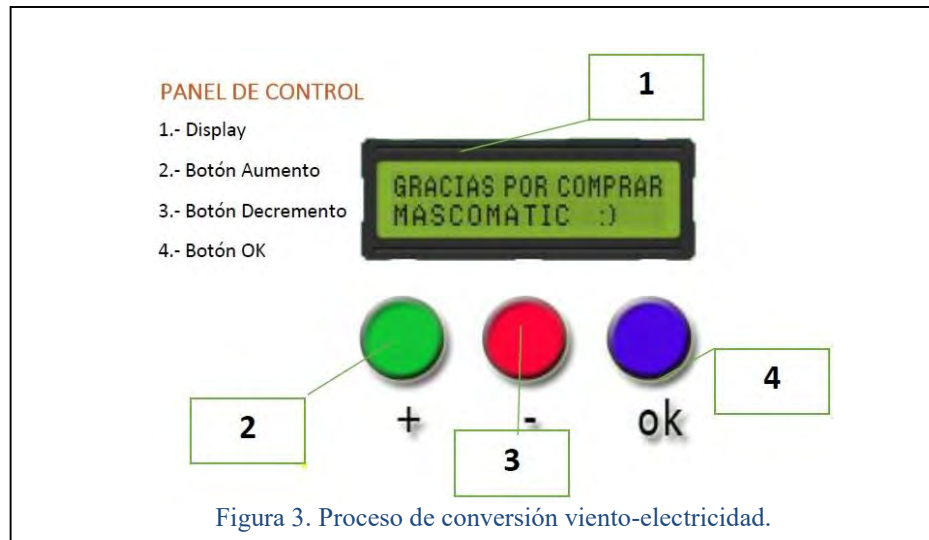 PANEL DE CONTROL
1.- Display
2.- Botón Aumento
3.- Botón Decremento
4.- Botón OK
1
GRACIAS POR COMPRAR
MASCOMATIC :)
2
+
3
-
4
ok
Figura 3. Proceso de conversión viento-electricidad.